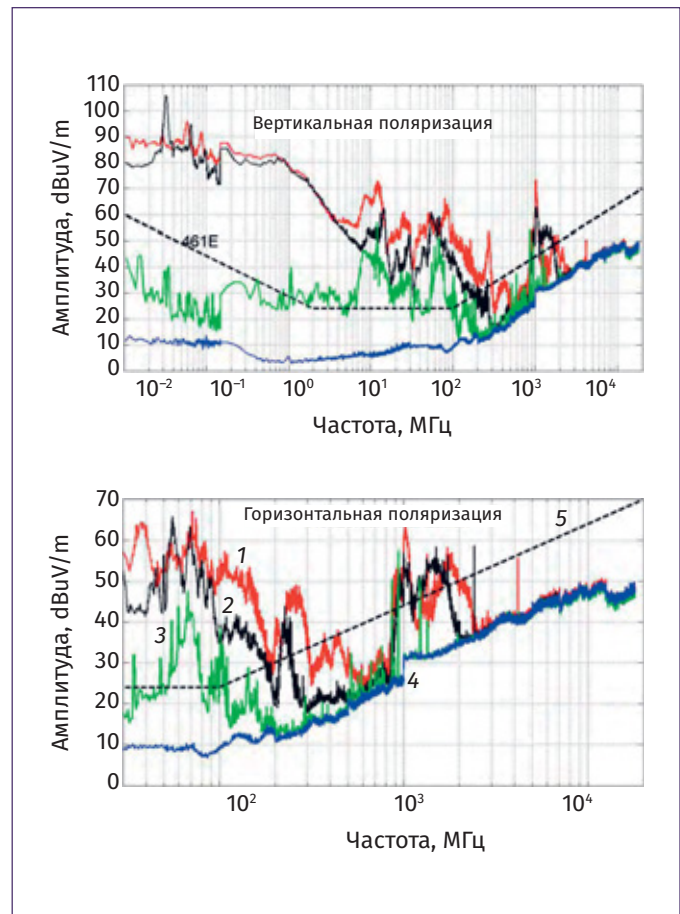 110
100
90
80
70
60
50
40
30
20
10
0
Амплитуда, dBuV/m
Вертикальная поляризация
461E
10⁻² 10⁻¹ 10⁰ 10¹ 10² 10³ 10⁴
Частота, МГц
70
60
50
40
30
20
10
0
Амплитуда, dBuV/m
Горизонтальная поляризация
5
1
2
3
4
10² 10³ 10⁴
Частота, МГц